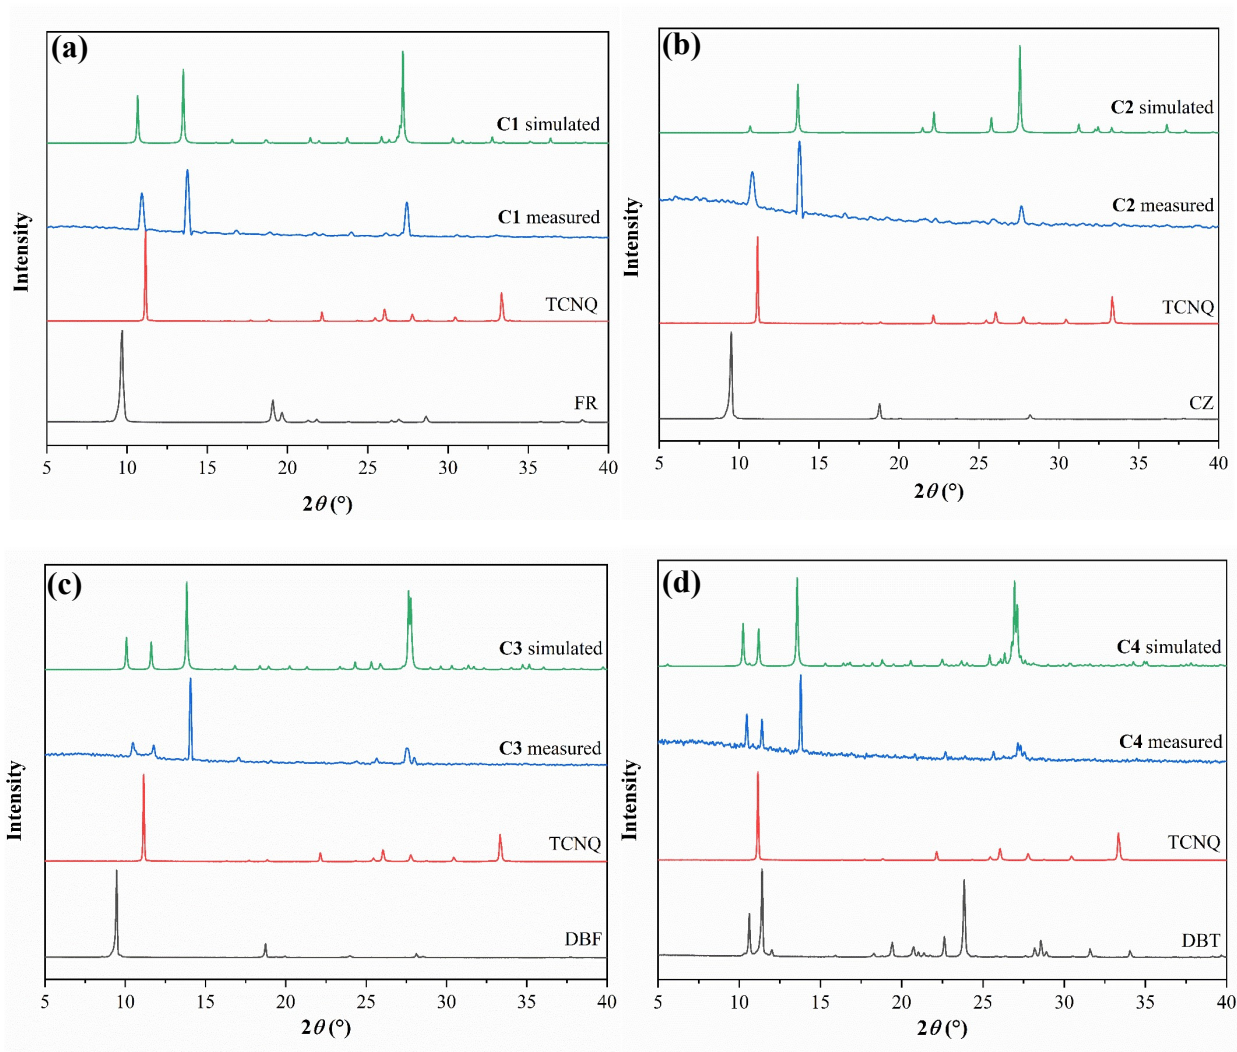 (a)
C1 simulated
C1 measured
TCNQ
FR
Intensity
5 10 15 20 25 30 35 40
2θ (°)
(b)
C2 simulated
C2 measured
TCNQ
CZ
Intensity
5 10 15 20 25 30 35 40
2θ (°)
(c)
C3 simulated
C3 measured
TCNQ
DBF
Intensity
5 10 15 20 25 30 35 40
2θ (°)
(d)
C4 simulated
C4 measured
TCNQ
DBT
Intensity
5 10 15 20 25 30 35 40
2θ (°)